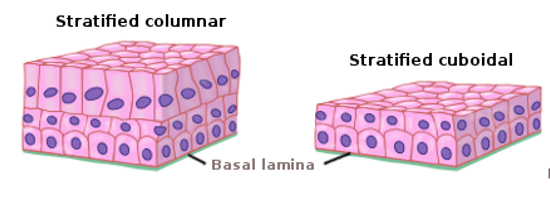 Stratified columnar
Stratified cuboidal
Basal lamina